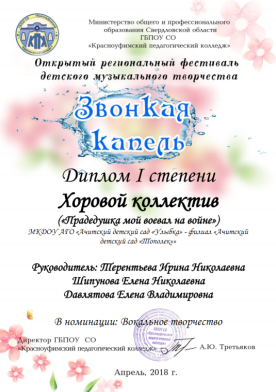 Министерство общего и профессионального
образования Свердловской области
ГБПОУ СО
«Красноуфимский педагогический колледж»
Открытый региональный фестиваль
детского музыкального творчества
Звонкая
капель
Диплом I степени
Хоровой коллектив
(«Прадедушка мой воевал на войне»)
МКДОУ АГО «Ачитский детский сад «Улыбка» - филиал «Ачитский
детский сад «Тополек»»
Руководитель: Терентьева Ирина Николаевна
Шипунова Елена Николаевна
Давлятова Елена Владимировна
В номинации: Вокальное творчество
Директор ГБПОУ СО
«Красноуфимский педагогический колледж» А.Ю. Третьяков
Апрель, 2018 г.